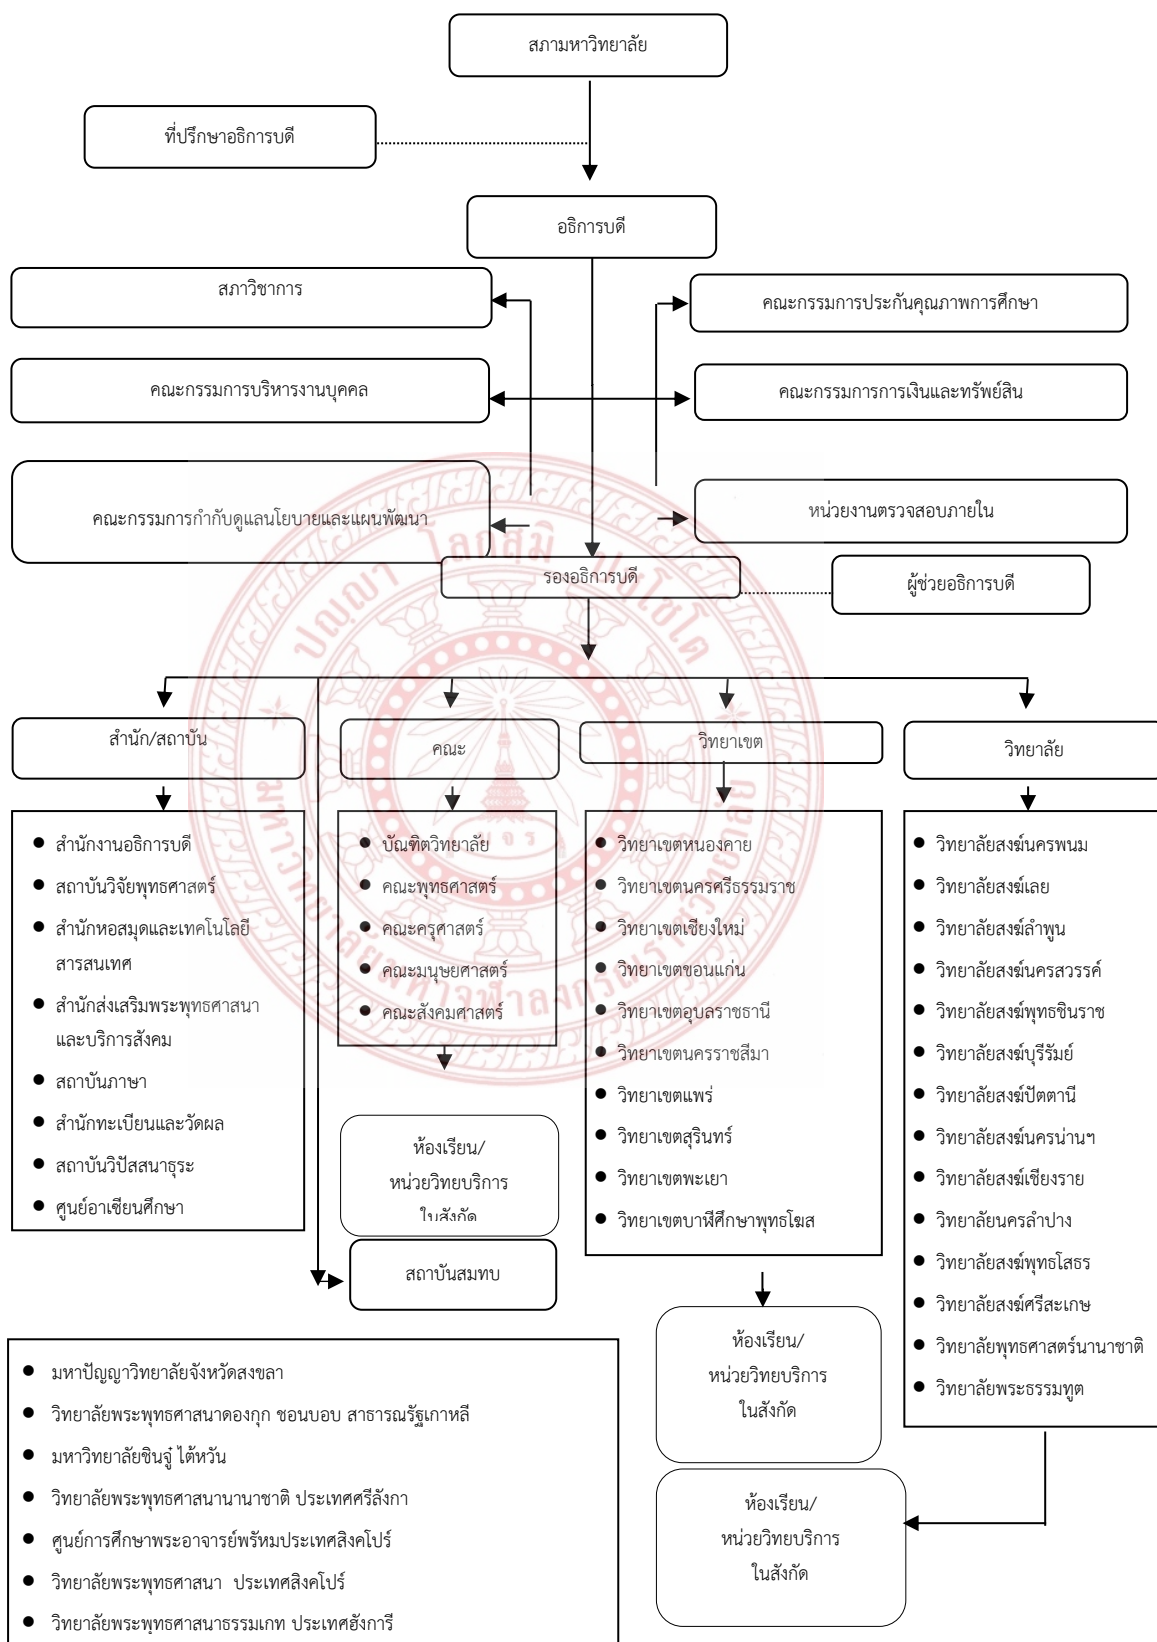 สภามหาวิทยาลัย
ที่ปรึกษาอธิการบดี
อธิการบดี
สภาวิชาการ
คณะกรรมการประกันคุณภาพการศึกษา
คณะกรรมการบริหารงานบุคคล
คณะกรรมการการเงินและทรัพย์สิน
คณะกรรมการกำกับดูแลนโยบายและแผนพัฒนา
หน่วยงานตรวจสอบภายใน
รองอธิการบดี
ผู้ช่วยอธิการบดี
ปญฺญา โลกสฺมิ ปชฺโชโต
มหาวิทยาลัยมหาจุฬาลงกรณราชวิทยาลัย
ม จ ร
สำนัก/สถาบัน
คณะ
วิทยาเขต
วิทยาลัย
● สำนักงานอธิการบดี
● สถาบันวิจัยพุทธศาสตร์
● สำนักหอสมุดและเทคโนโลยี
สารสนเทศ
● สำนักส่งเสริมพระพุทธศาสนา
และบริการสังคม
● สถาบันภาษา
● สำนักทะเบียนและวัดผล
● สถาบันวิปัสสนาธุระ
● ศูนย์อาเซียนศึกษา
● บัณฑิตวิทยาลัย
● คณะพุทธศาสตร์
● คณะครุศาสตร์
● คณะมนุษยศาสตร์
● คณะสังคมศาสตร์
ห้องเรียน/
หน่วยวิทยบริการ
ในสังกัด
สถาบันสมทบ
● วิทยาเขตหนองคาย
● วิทยาเขตนครศรีธรรมราช
● วิทยาเขตเชียงใหม่
● วิทยาเขตขอนแก่น
● วิทยาเขตอุบลราชธานี
● วิทยาเขตนครราชสีมา
● วิทยาเขตแพร่
● วิทยาเขตสุรินทร์
● วิทยาเขตพะเยา
● วิทยาเขตบาฬีศึกษาพุทธโฆส
ห้องเรียน/
หน่วยวิทยบริการ
ในสังกัด
● วิทยาลัยสงฆ์นครพนม
● วิทยาลัยสงฆ์เลย
● วิทยาลัยสงฆ์ลำพูน
● วิทยาลัยสงฆ์นครสวรรค์
● วิทยาลัยสงฆ์พุทธชินราช
● วิทยาลัยสงฆ์บุรีรัมย์
● วิทยาลัยสงฆ์ปัตตานี
● วิทยาลัยสงฆ์นครน่านฯ
● วิทยาลัยสงฆ์เชียงราย
● วิทยาลัยนครลำปาง
● วิทยาลัยสงฆ์พุทธโสธร
● วิทยาลัยสงฆ์ศรีสะเกษ
● วิทยาลัยพุทธศาสตร์นานาชาติ
● วิทยาลัยพระธรรมทูต
ห้องเรียน/
หน่วยวิทยบริการ
ในสังกัด
● มหาปัญญาวิทยาลัยจังหวัดสงขลา
● วิทยาลัยพระพุทธศาสนาดองกุก ชอนบอบ สาธารณรัฐเกาหลี
● มหาวิทยาลัยชินจู๋ ไต้หวัน
● วิทยาลัยพระพุทธศาสนานานาชาติ ประเทศศรีลังกา
● ศูนย์การศึกษาพระอาจารย์พรัหมประเทศสิงคโปร์
● วิทยาลัยพระพุทธศาสนา ประเทศสิงคโปร์
● วิทยาลัยพระพุทธศาสนาธรรมเกท ประเทศฮังการี